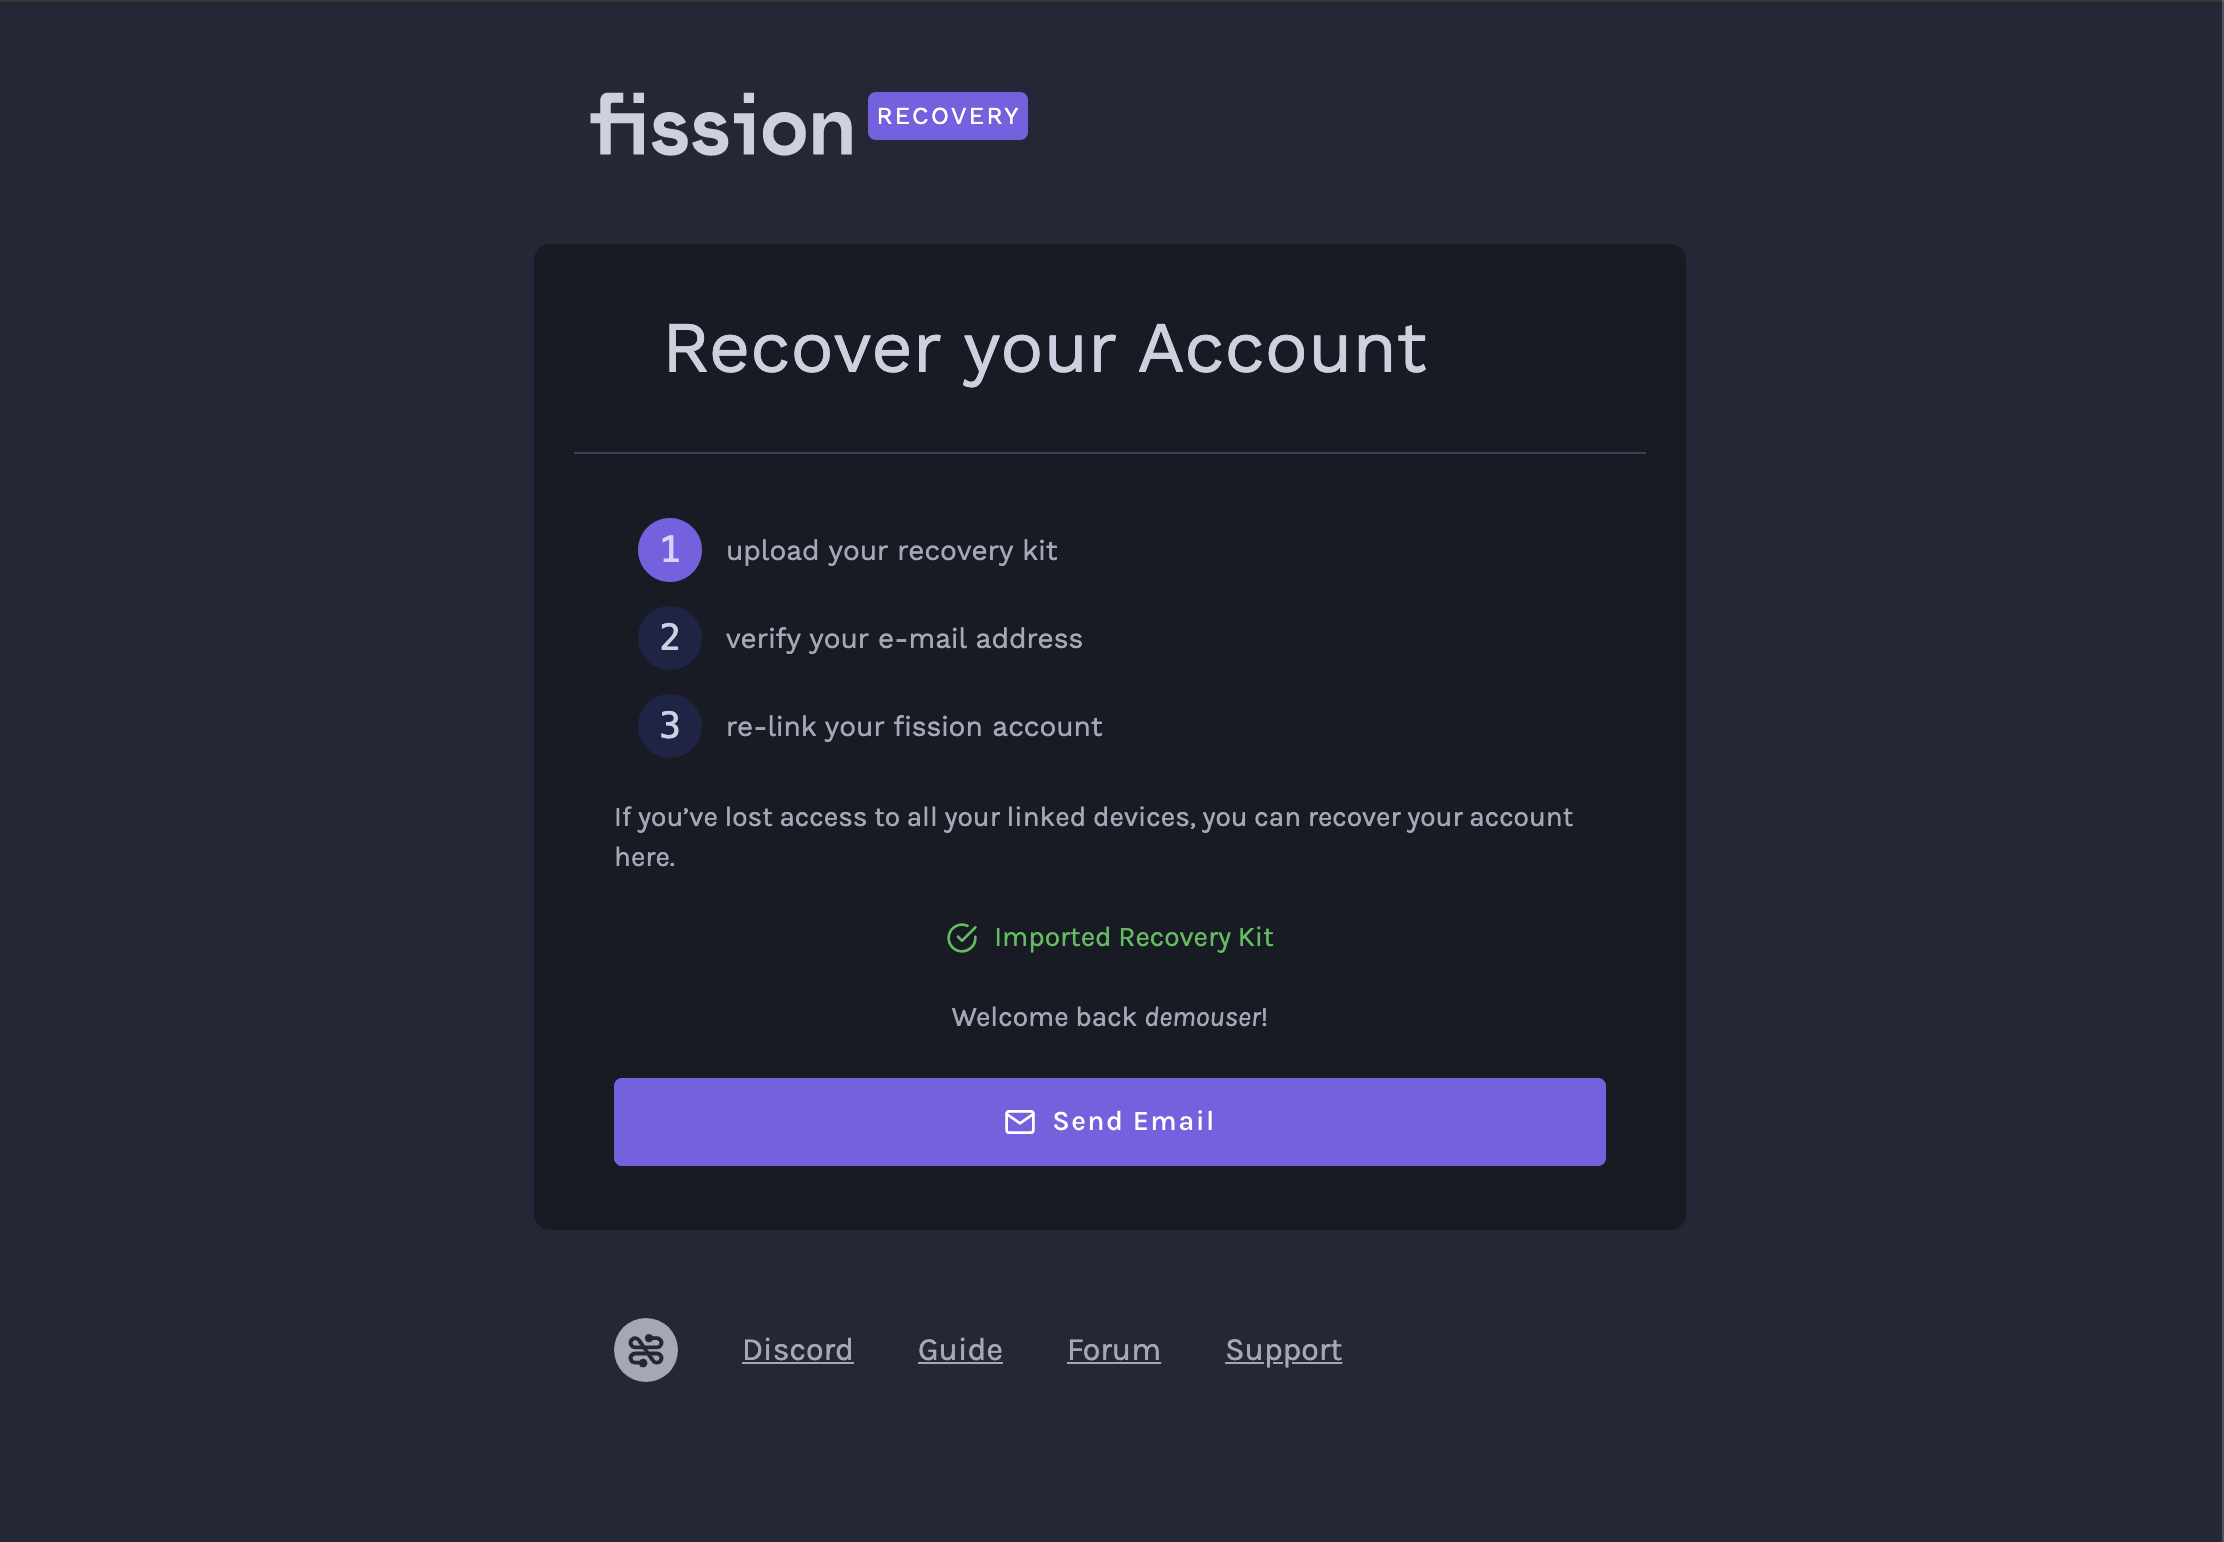 fission RECOVERY
Recover your Account
1 upload your recovery kit
2 verify your e-mail address
3 re-link your fission account
If you’ve lost access to all your linked devices, you can recover your account
here.
Imported Recovery Kit
Welcome back demouser!
Send Email
Discord Guide Forum Support